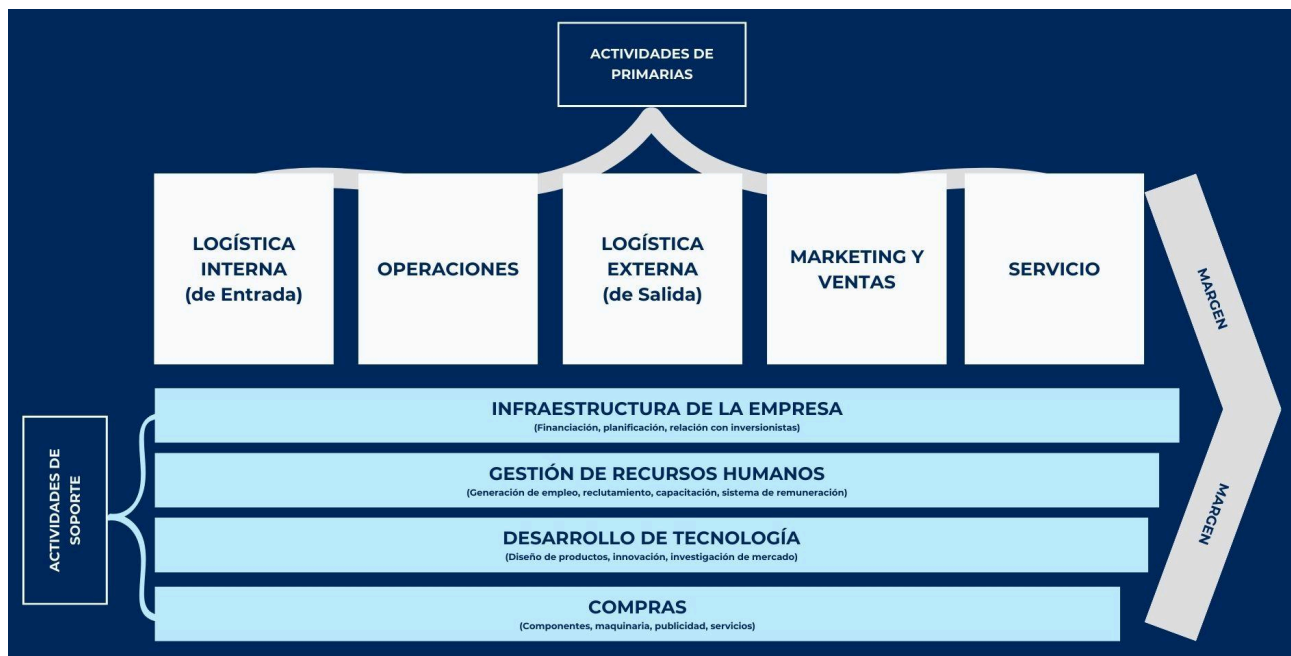 ACTIVIDADES DE
PRIMARIAS
LOGÍSTICA
INTERNA
(de Entrada)
OPERACIONES
LOGÍSTICA
EXTERNA
(de Salida)
MARKETING Y
VENTAS
SERVICIO
MARGEN
ACTIVIDADES DE
SOPORTE
INFRAESTRUCTURA DE LA EMPRESA
(Financiación, planificación, relación con inversionistas)
GESTIÓN DE RECURSOS HUMANOS
(Generación de empleo, reclutamiento, capacitación, sistema de remuneración)
DESARROLLO DE TECNOLOGÍA
(Diseño de productos, innovación, investigación de mercado)
COMPRAS
(Componentes, maquinaria, publicidad, servicios)
MARGEN